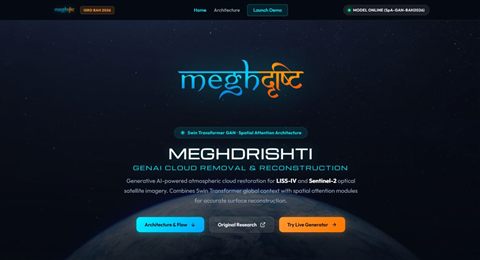 meghदृष्टि
ISRO BAH 2026
Home
Architecture
Launch Demo
MODEL ONLINE (SpA-GAN-BAH2026)
meghदृष्टि
Swin Transformer GAN · Spatial Attention Architecture
MEGHDRISHTI
GENAI CLOUD REMOVAL & RECONSTRUCTION
Generative AI-powered atmospheric cloud restoration for LISS-IV and Sentinel-2 optical
satellite imagery. Combines Swin Transformer global context with spatial attention modules
for accurate surface reconstruction.
Architecture & Flow ↓
Original Research
Try Live Generator →